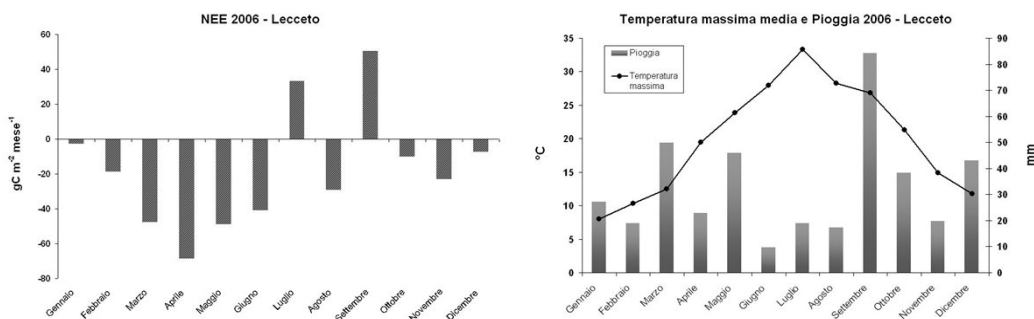 NEE 2006 - Lecceto
60
40
20
0
-20
-40
-60
-80
gC m⁻² mese⁻¹
Gennaio
Febbraio
Marzo
Aprile
Maggio
Giugno
Luglio
Agosto
Settembre
Ottobre
Novembre
Dicembre
Temperatura massima media e Pioggia 2006 - Lecceto
35
30
25
20
15
10
5
0
°C
Pioggia
Temperatura
massima
90
80
70
60
50
40
30
20
10
0
mm
Gennaio
Febbraio
Marzo
Aprile
Maggio
Giugno
Luglio
Agosto
Settembre
Ottobre
Novembre
Dicembre